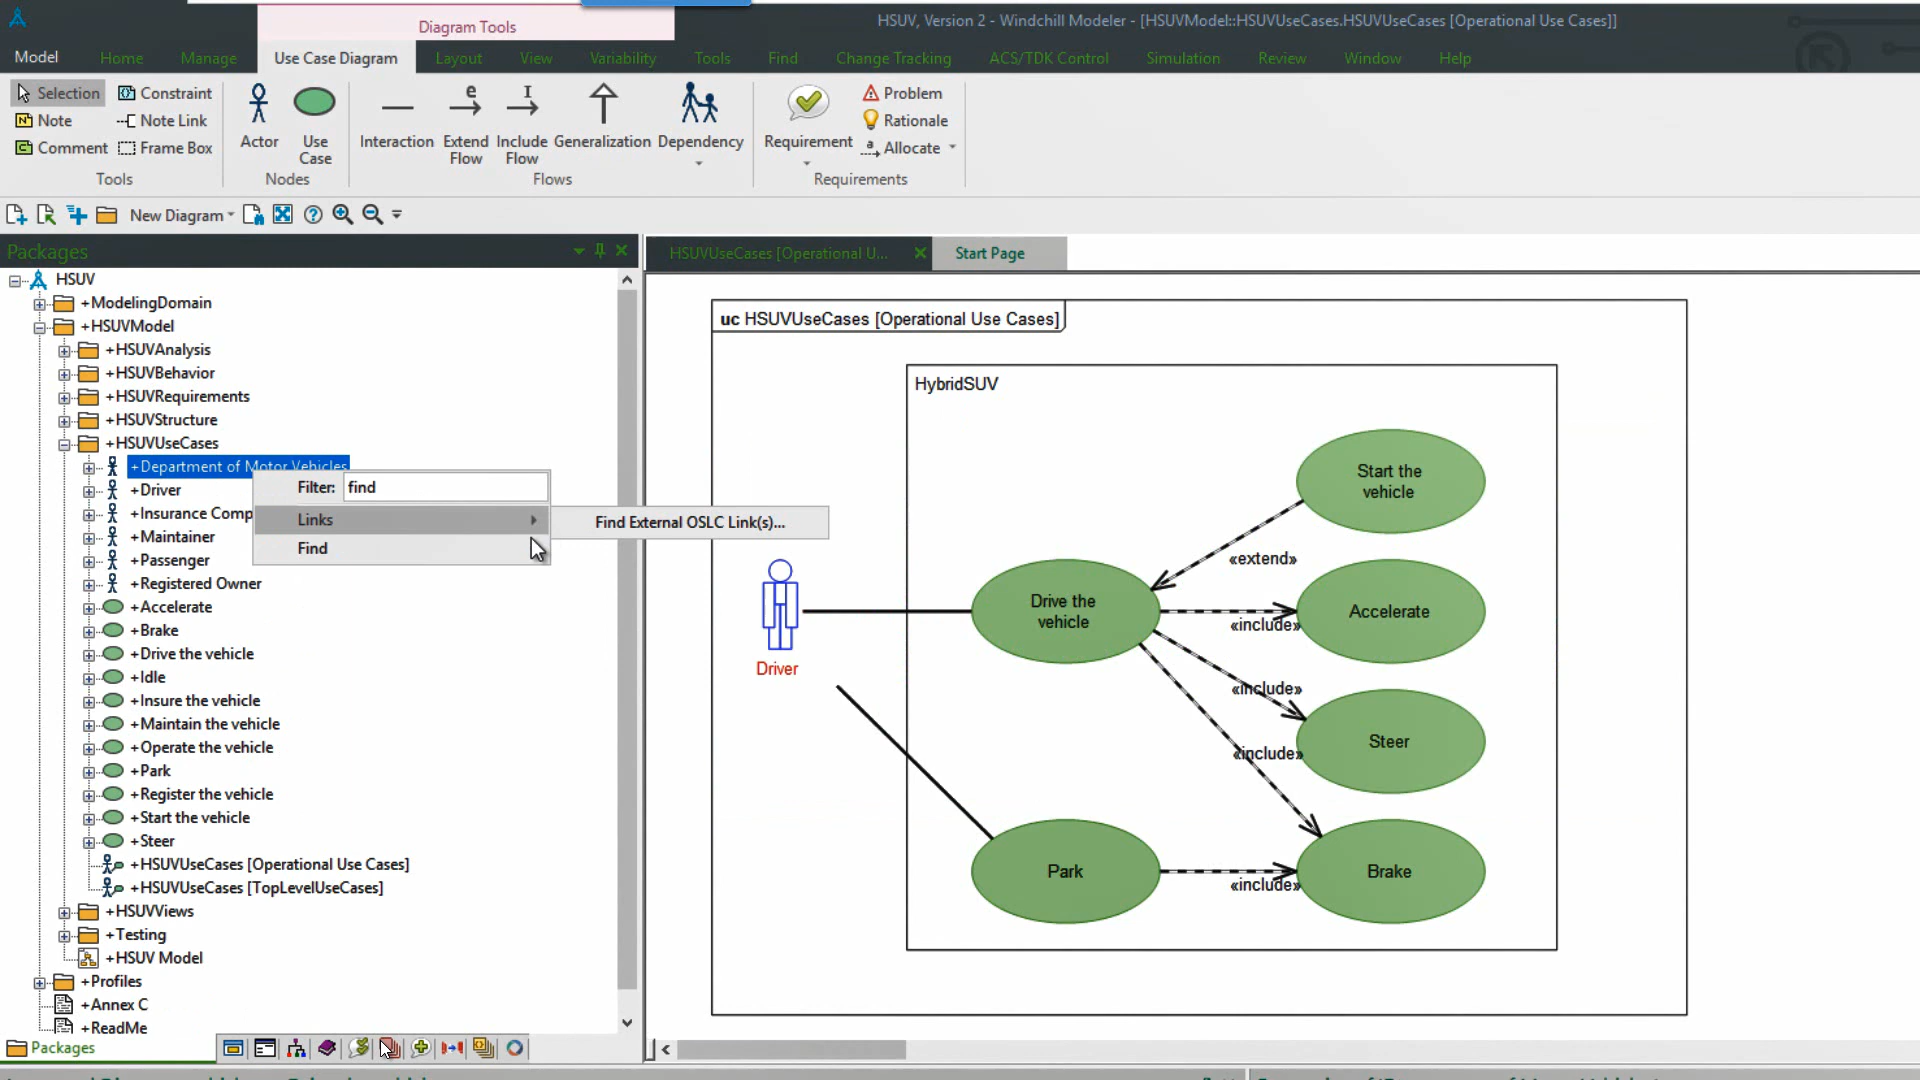 Diagram Tools
HSUV, Version 2 - Windchill Modeler - [HSUVModel::HSUVUseCases.HSUVUseCases [Operational Use Cases]]
Model
Home
Manage
Use Case Diagram
Layout
View
Variability
Tools
Find
Change Tracking
ACS/TDK Control
Simulation
Review
Window
Help
Selection
Constraint
Note
Note Link
Comment
Frame Box
Tools
Actor
Use
Case
Nodes
Interaction
Extend
Flow
Include
Flow
Generalization
Dependency
Flows
Requirement
Problem
Rationale
Allocate
Requirements
New Diagram
Packages
HSUV
+ModelingDomain
+HSUVModel
+HSUVAnalysis
+HSUVBehavior
+HSUVRequirements
+HSUVStructure
+HSUVUseCases
+Department of Motor Vehicles
+Driver
+Insurance Comp
+Maintainer
+Passenger
+Registered Owner
+Accelerate
+Brake
+Drive the vehicle
+Idle
+Insure the vehicle
+Maintain the vehicle
+Operate the vehicle
+Park
+Register the vehicle
+Start the vehicle
+Steer
+HSUVUseCases [Operational Use Cases]
+HSUVUseCases [TopLevelUseCases]
+HSUVViews
+Testing
+HSUV Model
+Profiles
+Annex C
+ReadMe
Packages
Filter: find
Links
Find
Find External OSLC Link(s)...
HSUVUseCases [Operational U...
Start Page
uc HSUVUseCases [Operational Use Cases]
HybridSUV
Driver
Start the
vehicle
«extend»
Drive the
vehicle
Accelerate
«include»
«include»
Steer
«include»
Park
Brake
«include»